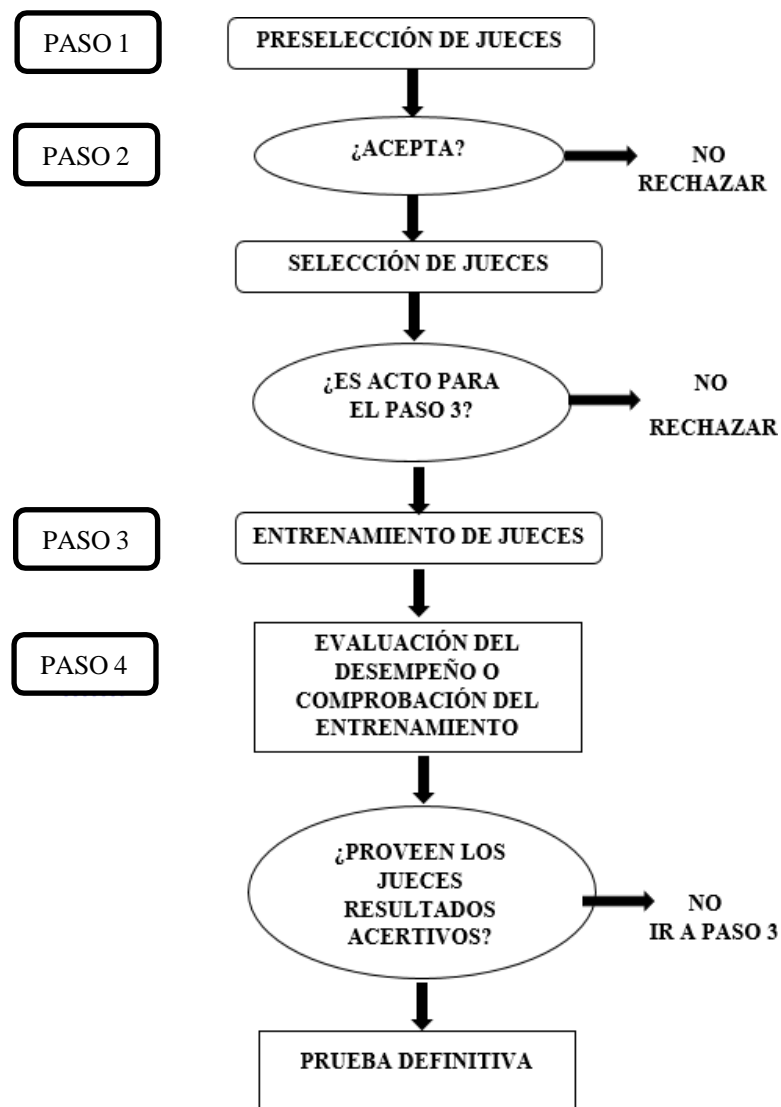 PASO 1
PRESELECCIÓN DE JUECES
PASO 2
¿ACEPTA?
NO
RECHAZAR
SELECCIÓN DE JUECES
¿ES ACTO PARA
EL PASO 3?
NO
RECHAZAR
PASO 3
ENTRENAMIENTO DE JUECES
PASO 4
EVALUACIÓN DEL
DESEMPEÑO O
COMPROBACIÓN DEL
ENTRENAMIENTO
¿PROVEEN LOS
JUECES
RESULTADOS
ACERTIVOS?
NO
IR A PASO 3
PRUEBA DEFINITIVA